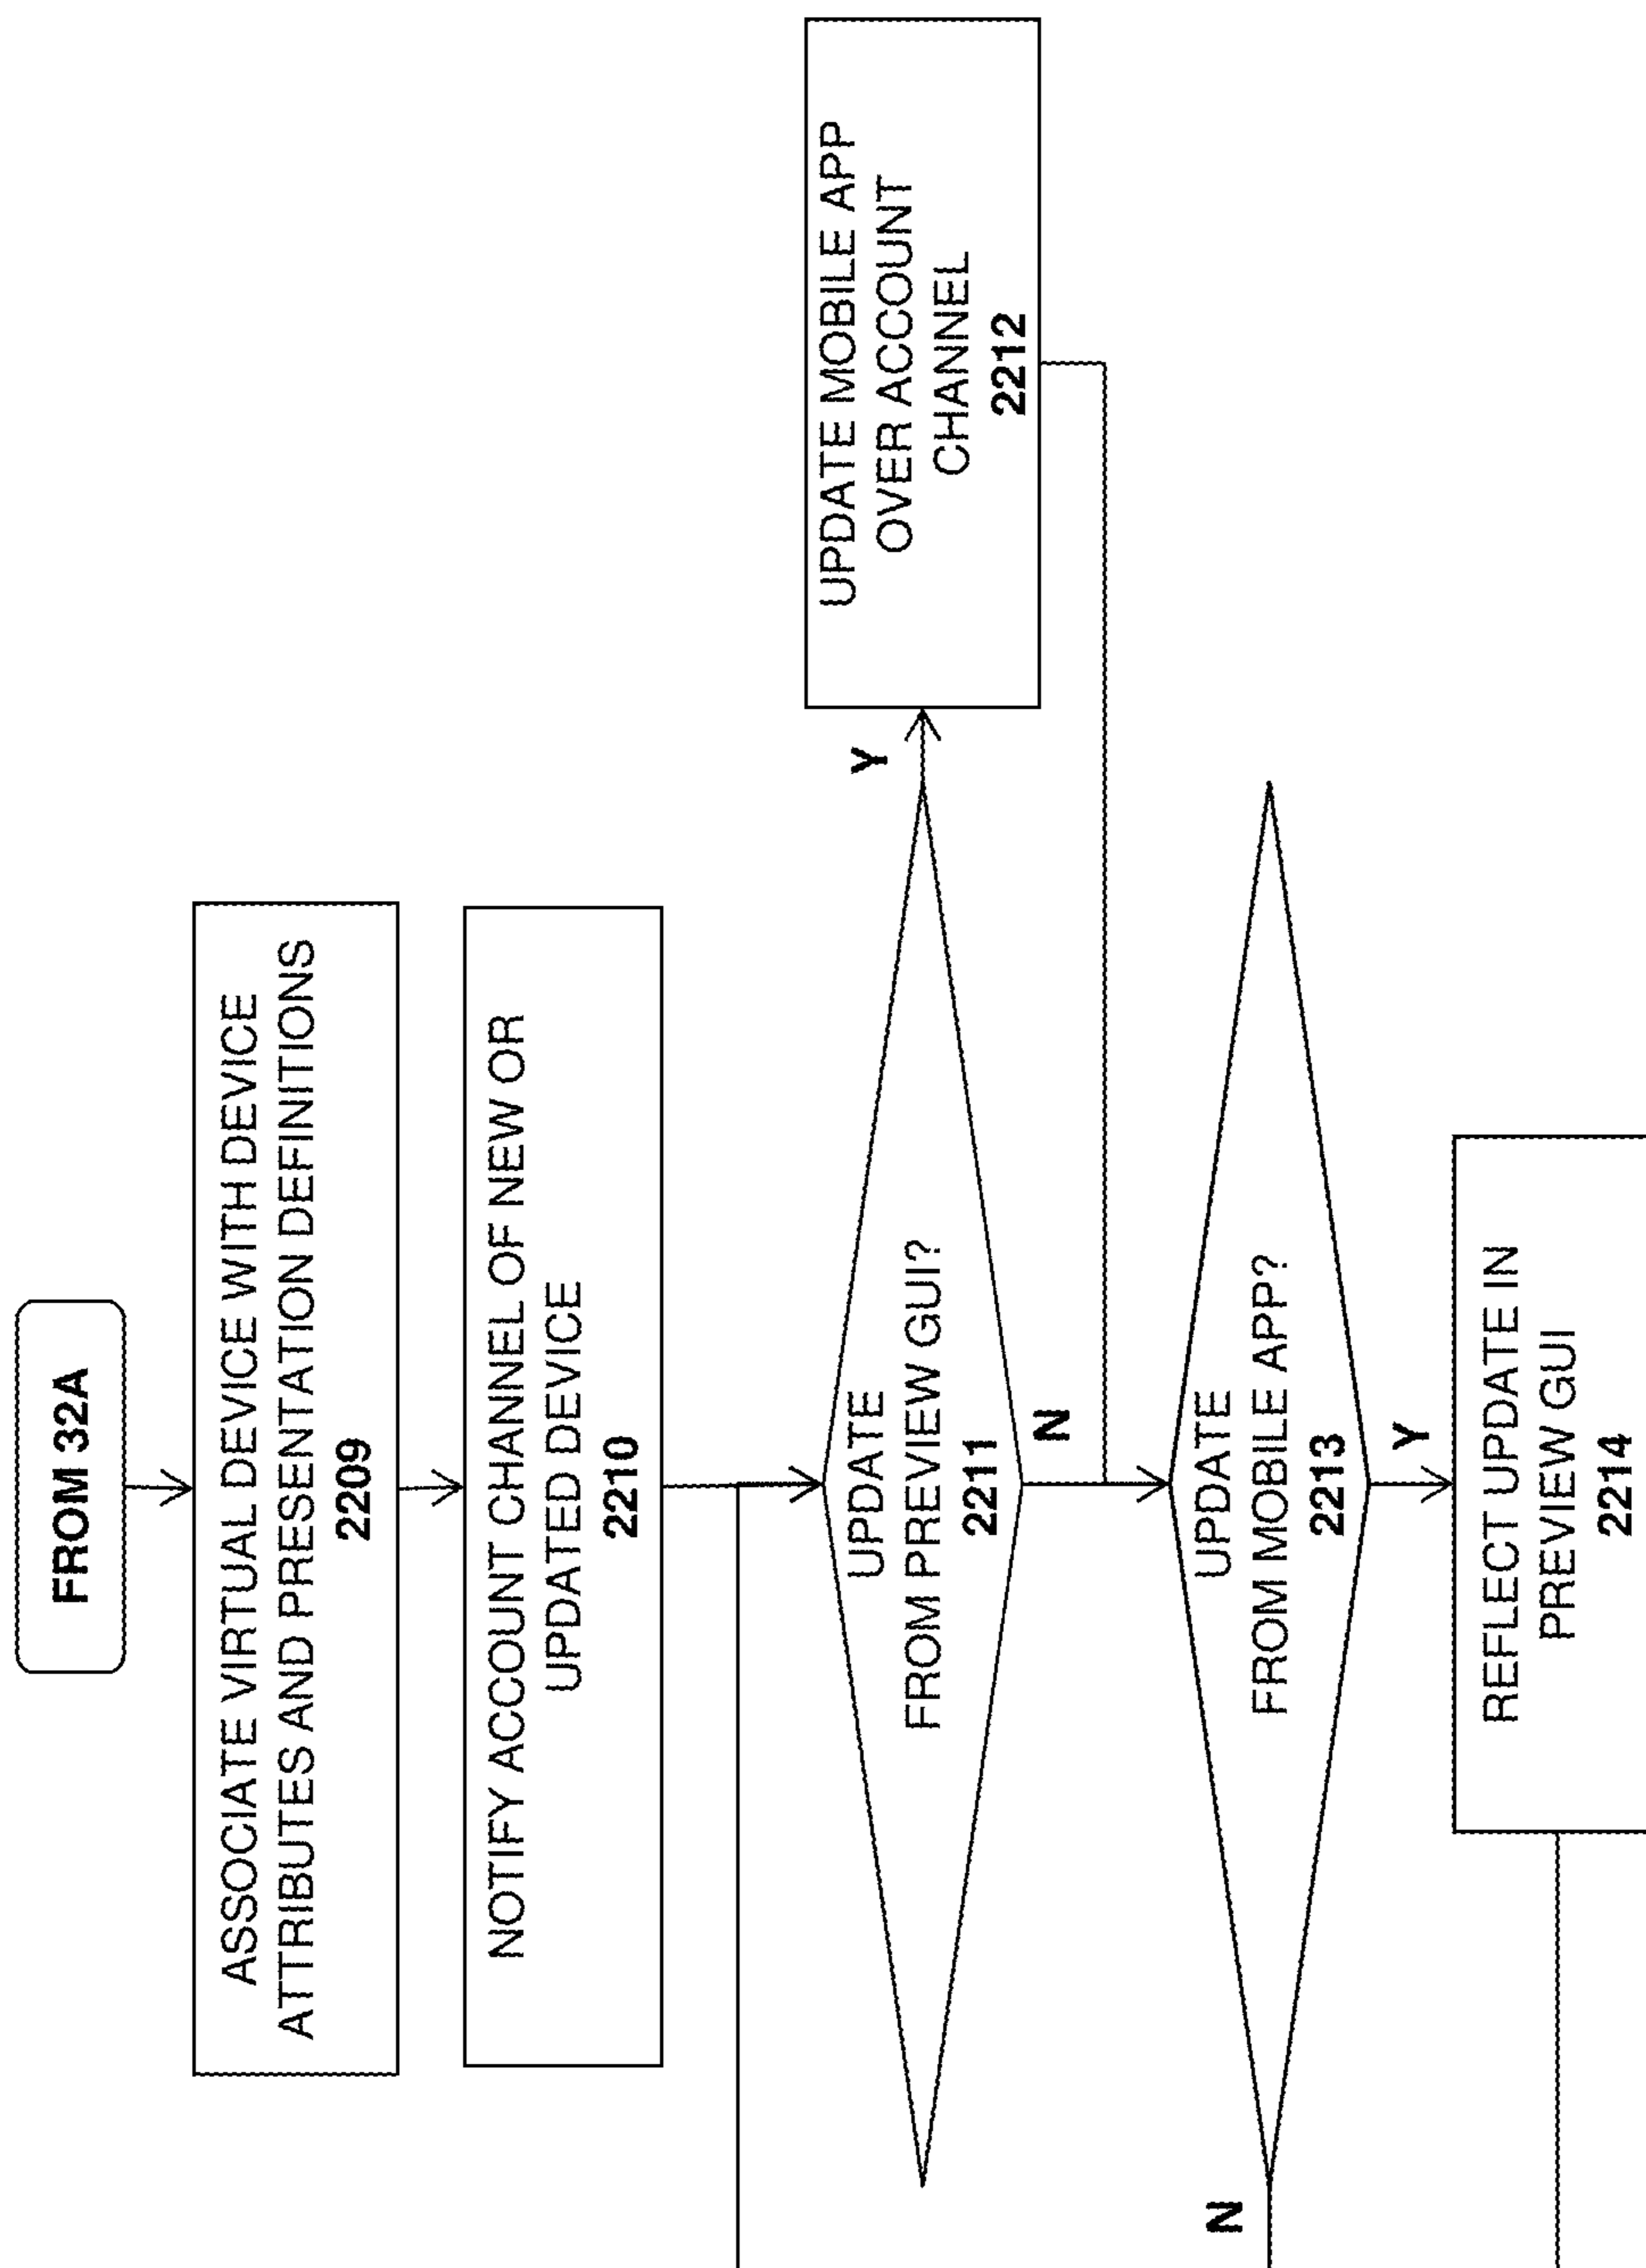 FROM 32A
ASSOCIATE VIRTUAL DEVICE WITH DEVICE
ATTRIBUTES AND PRESENTATION DEFINITIONS
2209
NOTIFY ACCOUNT CHANNEL OF NEW OR
UPDATED DEVICE
2210
UPDATE
FROM PREVIEW GUI?
2211
Y
UPDATE MOBILE APP
OVER ACCOUNT
CHANNEL
2212
N
UPDATE
FROM MOBILE APP?
2213
N
Y
REFLECT UPDATE IN
PREVIEW GUI
2214